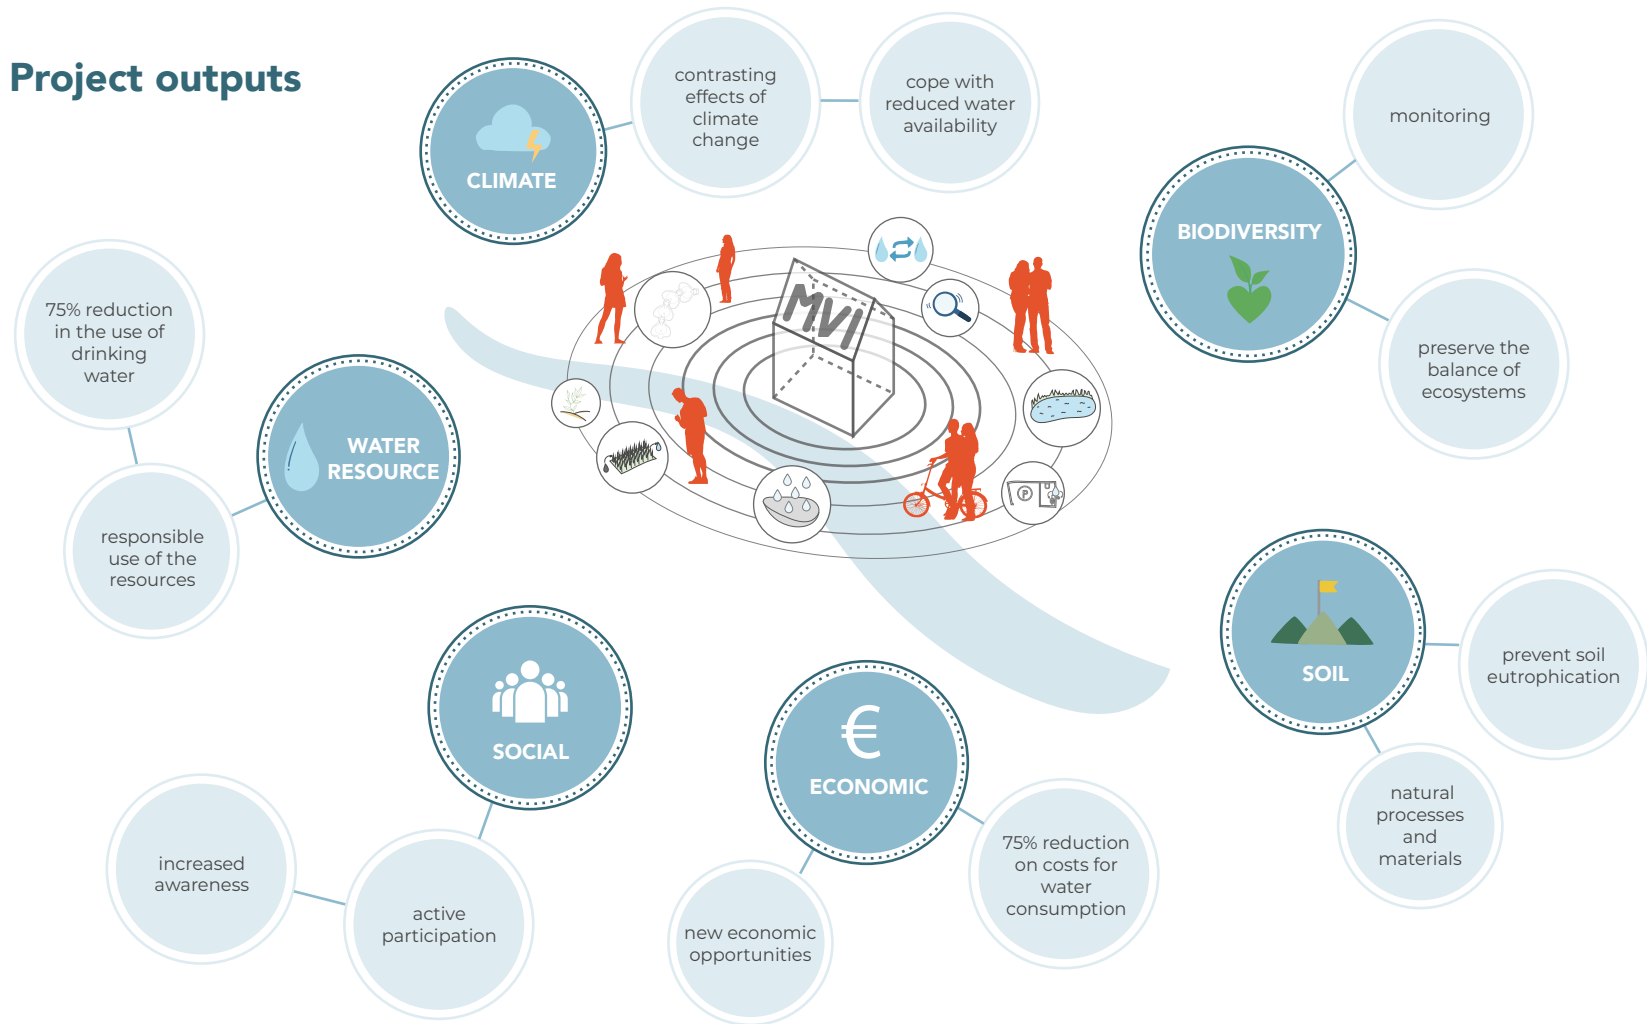 Project outputs
CLIMATE
contrasting
effects of
climate
change
cope with
reduced water
availability
monitoring
BIODIVERSITY
preserve the
balance of
ecosystems
75% reduction
in the use of
drinking
water
WATER
RESOURCE
responsible
use of the
resources
MVI
P
SOIL
prevent soil
eutrophication
natural
processes
and
materials
SOCIAL
increased
awareness
active
participation
€
ECONOMIC
75% reduction
on costs for
water
consumption
new economic
opportunities